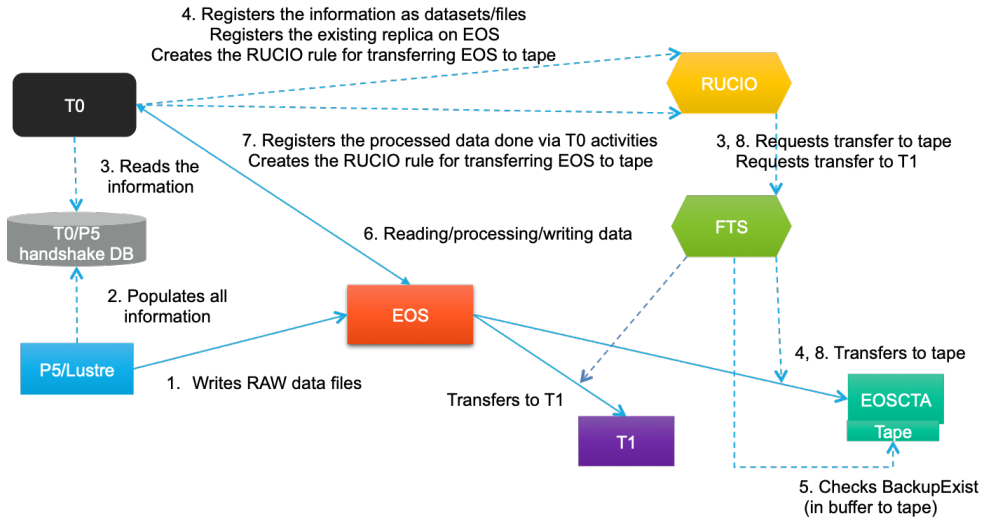 4. Registers the information as datasets/files
Registers the existing replica on EOS
Creates the RUCIO rule for transferring EOS to tape
T0
RUCIO
7. Registers the processed data done via T0 activities
Creates the RUCIO rule for transferring EOS to tape
3, 8. Requests transfer to tape
Requests transfer to T1
3. Reads the
information
T0/P5
handshake DB
FTS
6. Reading/processing/writing data
2. Populates all
information
EOS
P5/Lustre
1. Writes RAW data files
4, 8. Transfers to tape
Transfers to T1
EOSCTA
Tape
T1
5. Checks BackupExist
(in buffer to tape)